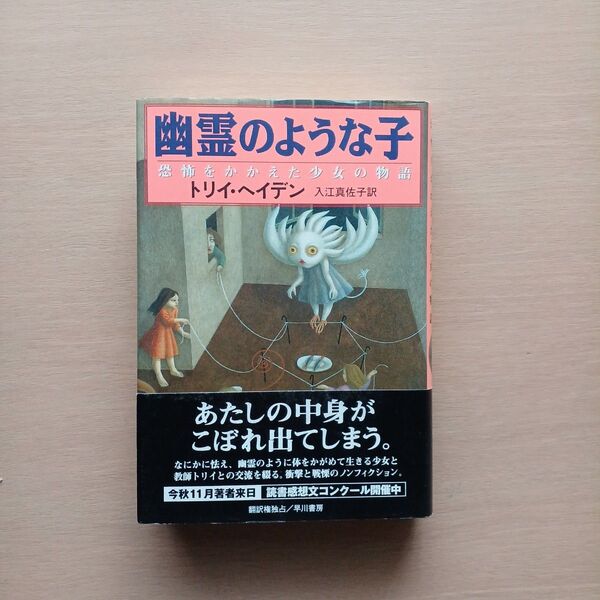 幽霊のような子
恐怖をかかえた少女の物語
トリイ・ヘイデン 入江真佐子訳
あたしの中身が
こぼれ出てしまう。
なにかに怯え、幽霊のように体をかがめて生きる少女と
教師トリイとの交流を綴る。衝撃と戦慄のノンフィクション。
今秋11月著者来日 読書感想文コンクール開催中
翻訳権独占/早川書房